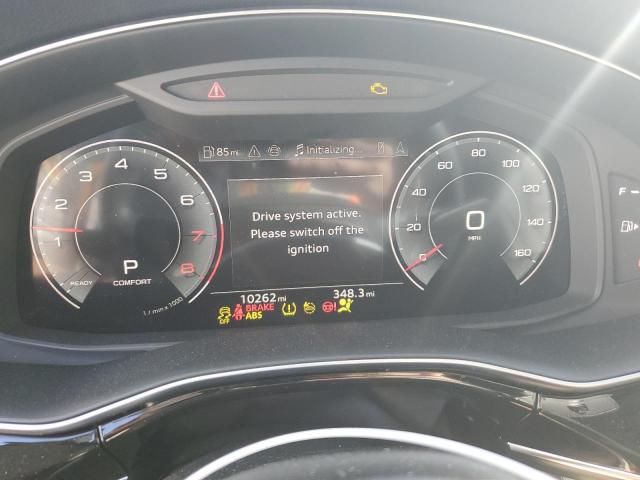 85 mi Initializing...
1 2 3 4 5 6 7 8
P
READY COMFORT
1 / min x 1000
Drive system active.
Please switch off the
ignition
0 20 40 60 80 100 120 140 160
0
MPH
F
10262 mi 348.3 mi
OFF BRAKE
ABS